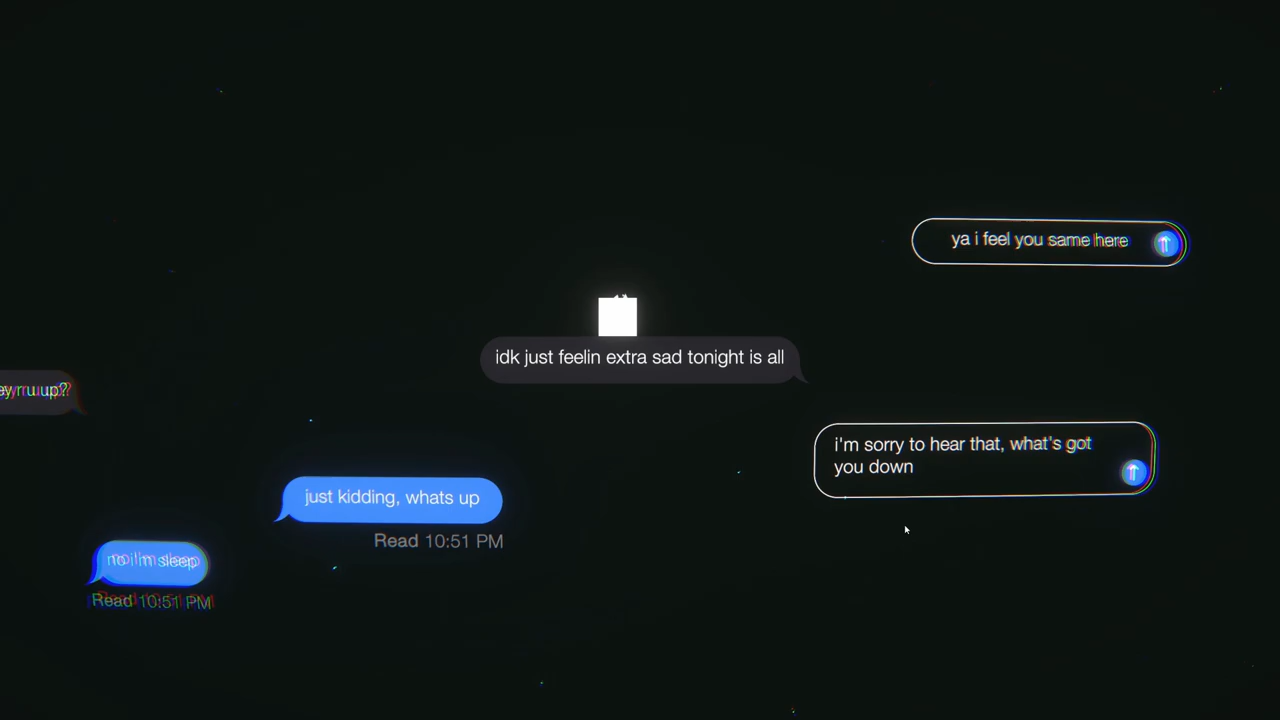 ya i feel you same here
idk just feelin extra sad tonight is all
r u up?
i'm sorry to hear that, what's got
you down
just kidding, whats up
Read 10:51 PM
no i'm sleep
Read 10:51 PM